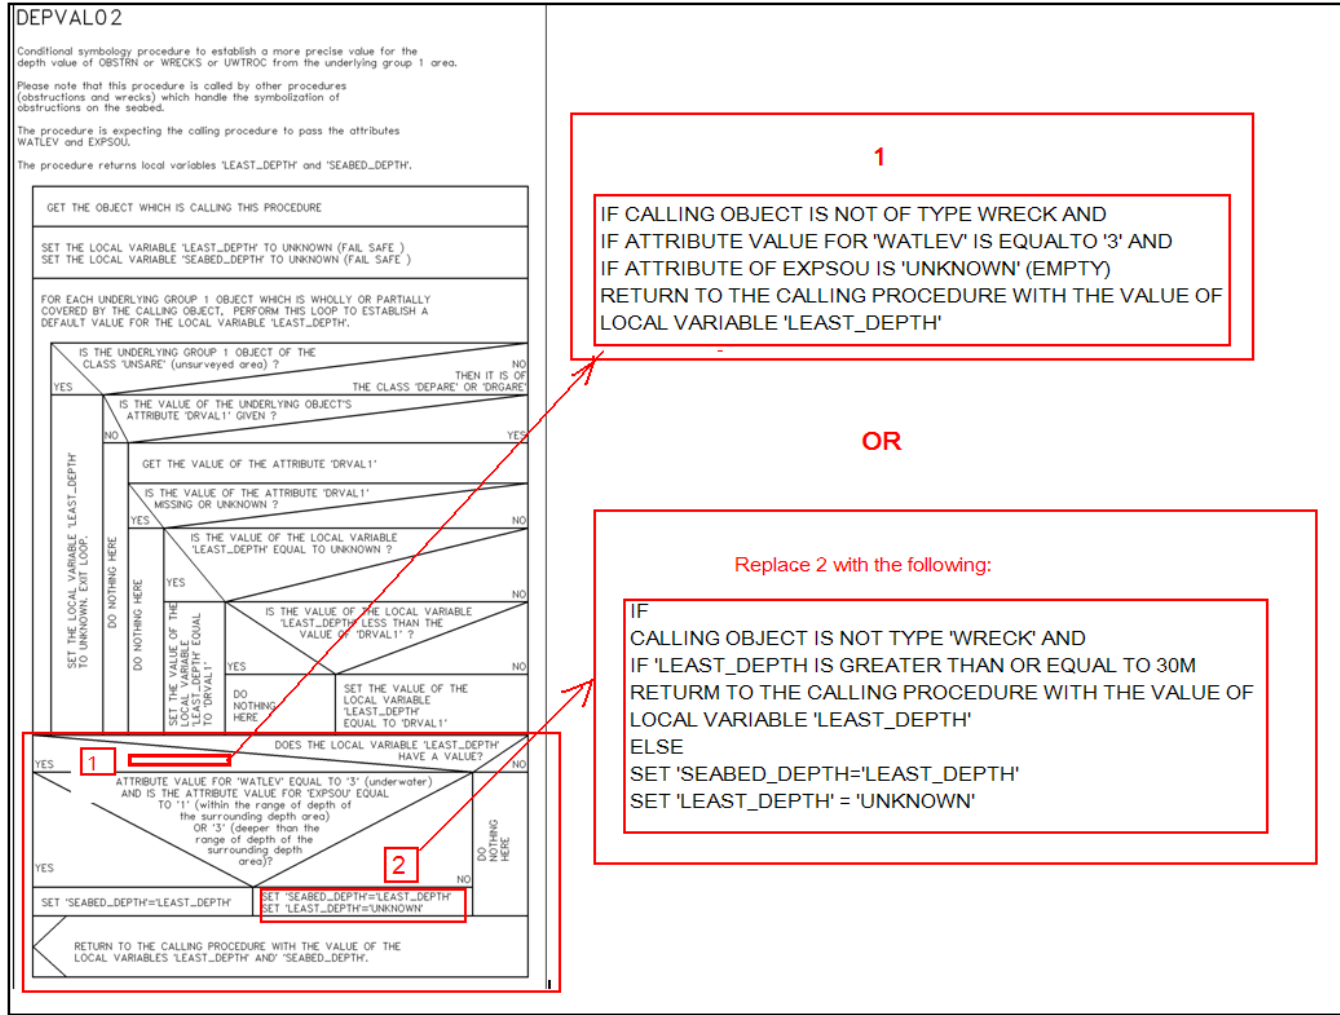 DEPVAL02
Conditional symbology procedure to establish a more precise value for the
depth value of OBSTRN or WRECKS or UWTROC from the underlying group 1 area.
Please note that this procedure is called by other procedures
(obstructions and wrecks) which handle the symbolization of
obstructions on the seabed.
The procedure is expecting the calling procedure to pass the attributes
WATLEV and EXPSOU.
The procedure returns local variables 'LEAST_DEPTH' and 'SEABED_DEPTH'.
GET THE OBJECT WHICH IS CALLING THIS PROCEDURE
SET THE LOCAL VARIABLE 'LEAST_DEPTH' TO UNKNOWN (FAIL SAFE )
SET THE LOCAL VARIABLE 'SEABED_DEPTH' TO UNKNOWN (FAIL SAFE )
FOR EACH UNDERLYING GROUP 1 OBJECT WHICH IS WHOLLY OR PARTIALLY
COVERED BY THE CALLING OBJECT, PERFORM THIS LOOP TO ESTABLISH A
DEFAULT VALUE FOR THE LOCAL VARIABLE 'LEAST_DEPTH'.
IS THE UNDERLYING GROUP 1 OBJECT OF THE
CLASS 'UNSARE' (unsurveyed area) ?
NO
THEN IT IS OF
YES
THE CLASS 'DEPARE' OR 'DRGARE'
IS THE VALUE OF THE UNDERLYING OBJECT'S
ATTRIBUTE 'DRVAL1' GIVEN ?
NO
YES
GET THE VALUE OF THE ATTRIBUTE 'DRVAL1'
IS THE VALUE OF THE ATTRIBUTE 'DRVAL1'
MISSING OR UNKNOWN ?
YES
NO
IS THE VALUE OF THE LOCAL VARIABLE
'LEAST_DEPTH' EQUAL TO UNKNOWN ?
YES
NO
IS THE VALUE OF THE LOCAL VARIABLE
'LEAST_DEPTH' LESS THAN THE
VALUE OF 'DRVAL1' ?
YES
NO
SET THE LOCAL VARIABLE 'LEAST_DEPTH'
TO UNKNOWN. EXIT LOOP.
DO NOTHING HERE
DO NOTHING HERE
SET THE VALUE OF THE
LOCAL VARIABLE
'LEAST_DEPTH' EQUAL
TO 'DRVAL1'
DO
NOTHING
HERE
SET THE VALUE OF THE
LOCAL VARIABLE
'LEAST_DEPTH'
EQUAL TO 'DRVAL1'
DOES THE LOCAL VARIABLE 'LEAST_DEPTH'
HAVE A VALUE?
YES
1
NO
ATTRIBUTE VALUE FOR 'WATLEV' EQUAL TO '3' (underwater)
AND IS THE ATTRIBUTE VALUE FOR 'EXPSOU' EQUAL
TO '1' (within the range of depth of
the surrounding depth area)
OR '3' (deeper than the
range of depth of the
surrounding depth
area)?
2
YES
NO
DO
NOTHING
HERE
SET 'SEABED_DEPTH'='LEAST_DEPTH'
SET 'SEABED_DEPTH'='LEAST_DEPTH'
SET 'LEAST_DEPTH'='UNKNOWN'
RETURN TO THE CALLING PROCEDURE WITH THE VALUE OF THE
LOCAL VARIABLES 'LEAST_DEPTH' AND' 'SEABED_DEPTH'.
1
IF CALLING OBJECT IS NOT OF TYPE WRECK AND
IF ATTRIBUTE VALUE FOR 'WATLEV' IS EQUALTO '3' AND
IF ATTRIBUTE OF EXPSOU IS 'UNKNOWN' (EMPTY)
RETURN TO THE CALLING PROCEDURE WITH THE VALUE OF
LOCAL VARIABLE 'LEAST_DEPTH'
OR
Replace 2 with the following:
IF
CALLING OBJECT IS NOT TYPE 'WRECK' AND
IF 'LEAST_DEPTH IS GREATER THAN OR EQUAL TO 30M
RETURM TO THE CALLING PROCEDURE WITH THE VALUE OF
LOCAL VARIABLE 'LEAST_DEPTH'
ELSE
SET 'SEABED_DEPTH='LEAST_DEPTH'
SET 'LEAST_DEPTH' = 'UNKNOWN'